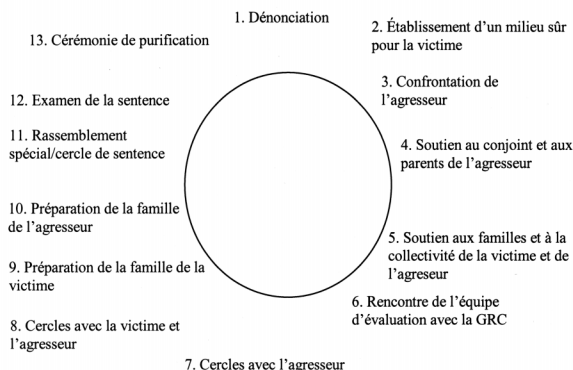 1. Dénonciation
2. Établissement d'un milieu sûr
pour la victime
3. Confrontation de
l'agresseur
4. Soutien au conjoint et aux
parents de l'agresseur
5. Soutien aux familles et à la
collectivité de la victime et de
l'agreseur
6. Rencontre de l'équipe
d'évaluation avec la GRC
7. Cercles avec l'agresseur
8. Cercles avec la victime et
l'agresseur
9. Préparation de la famille de la
victime
10. Préparation de la famille
de l'agresseur
11. Rassemblement
spécial/cercle de sentence
12. Examen de la sentence
13. Cérémonie de purification